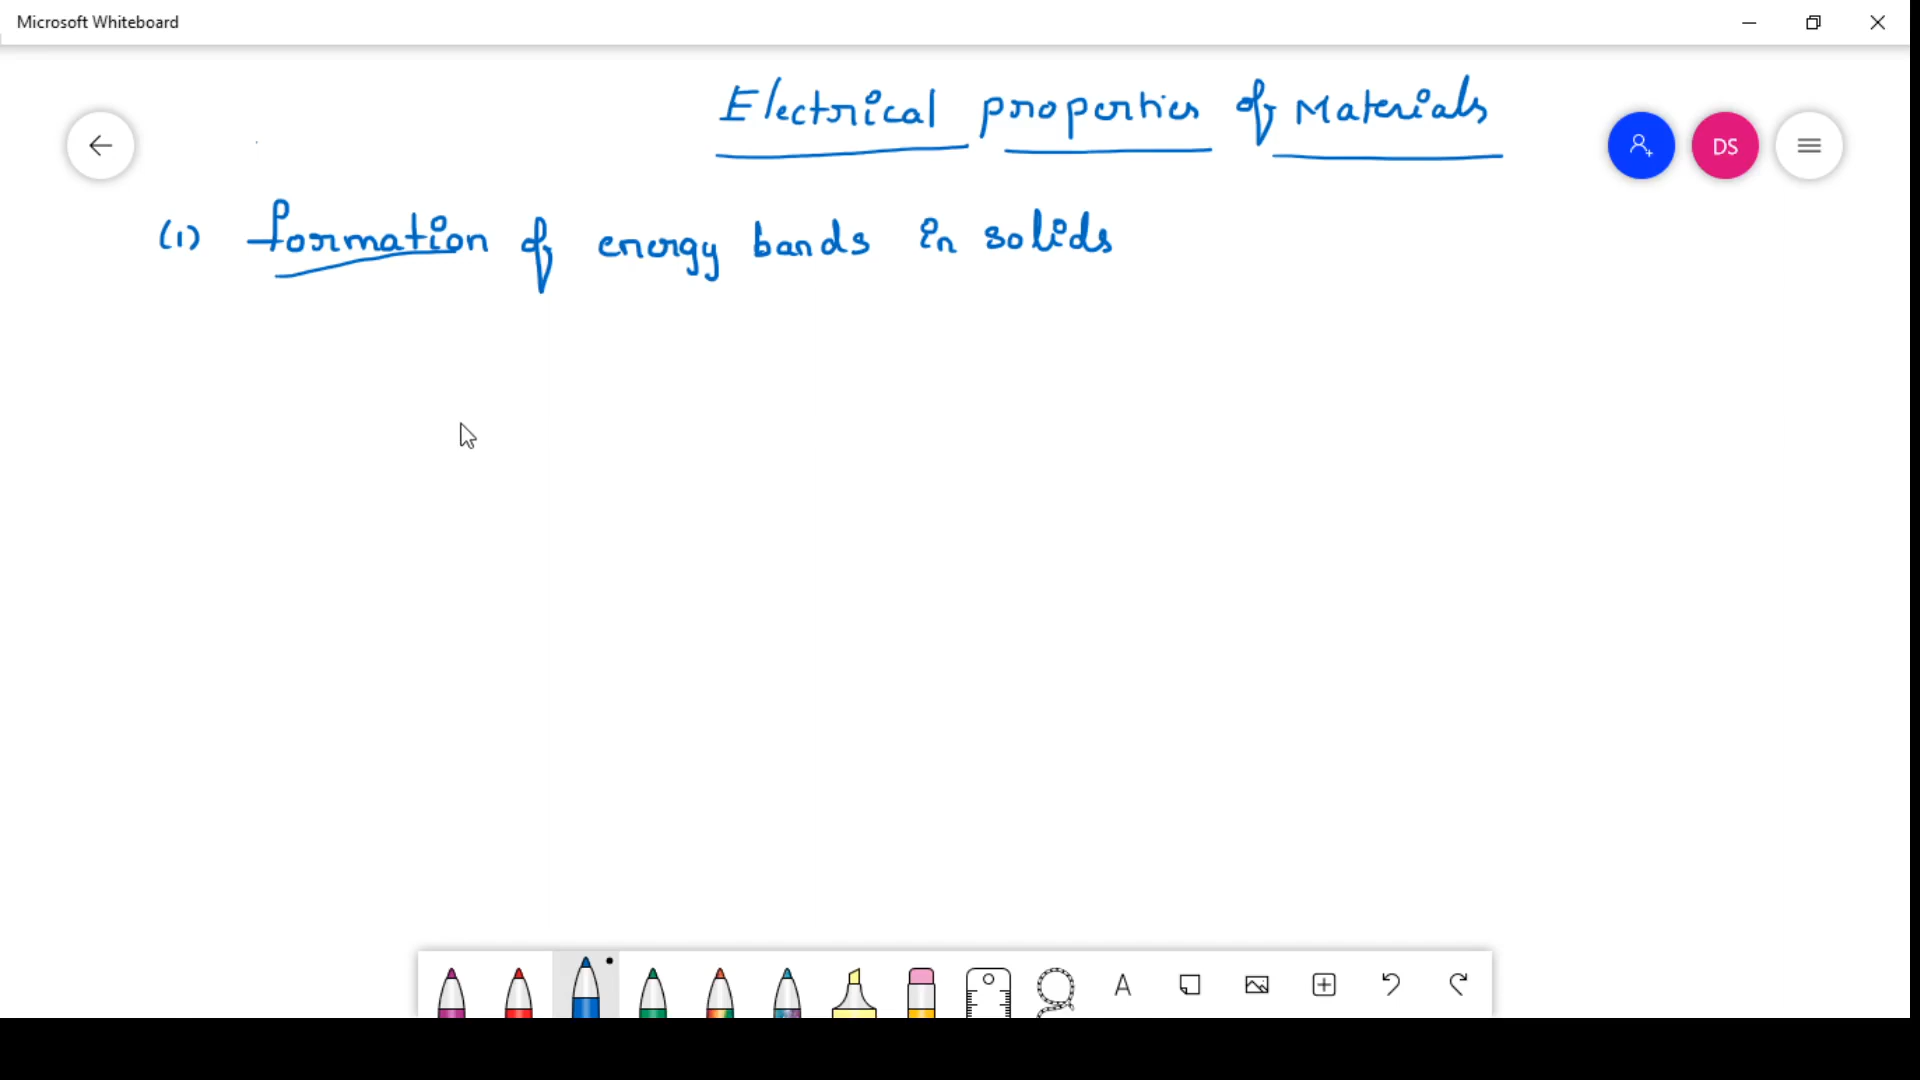 Microsoft Whiteboard
Electrical properties of Materials
DS
(1) formation of energy bands in solids
A